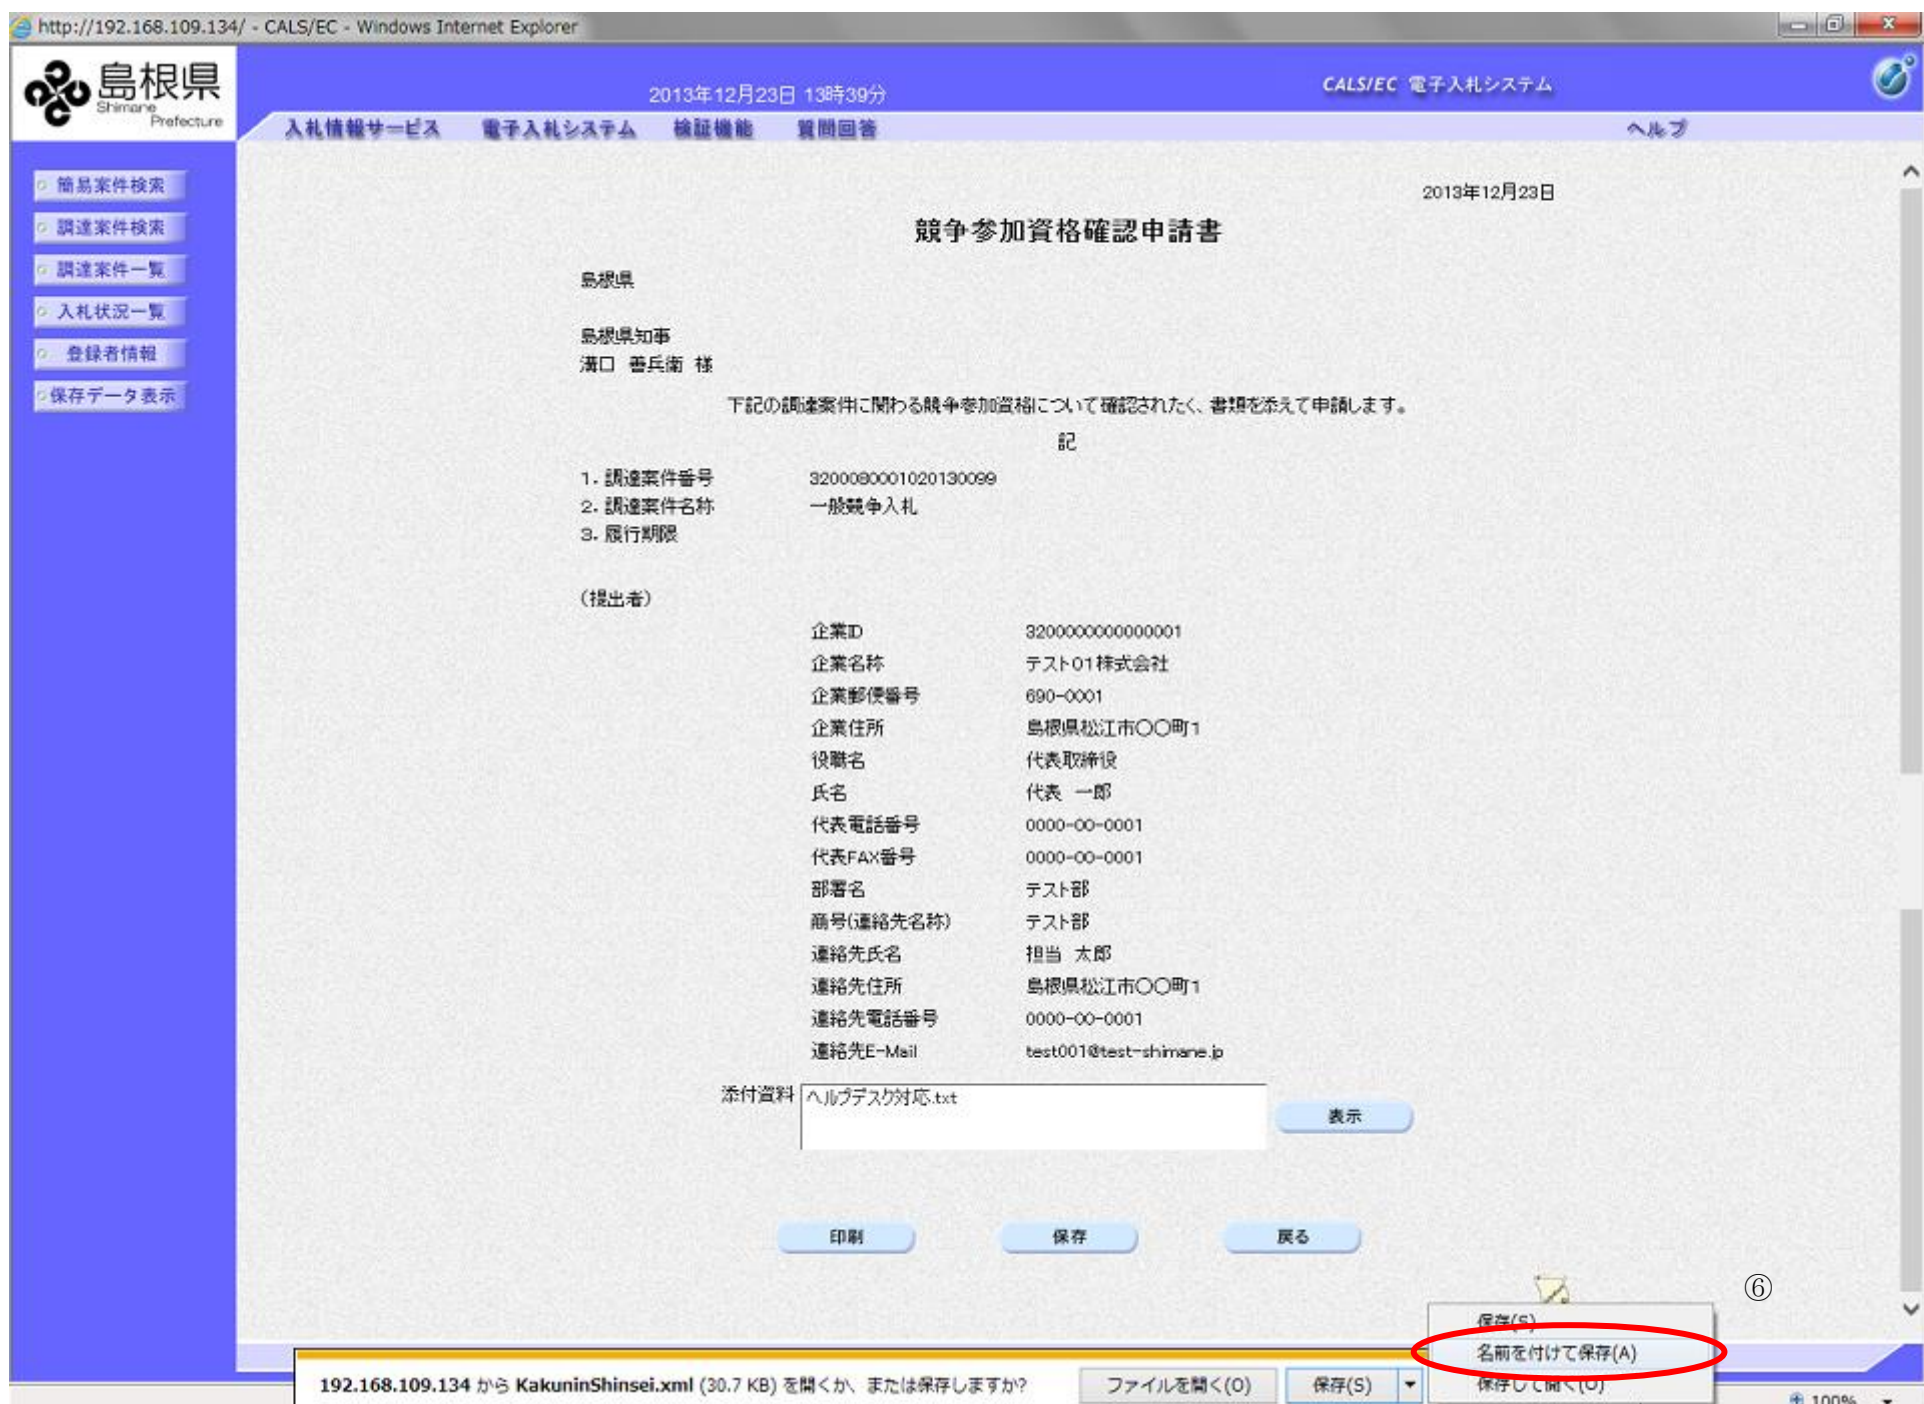 http://192.168.109.134/ - CALS/EC - Windows Internet Explorer
島根県
Shimane
Prefecture
2013年12月23日 13時39分
CALS/EC 電子入札システム
入札情報サービス 電子入札システム 検証機能 質問回答 ヘルプ
簡易案件検索
調達案件検索
調達案件一覧
入札状況一覧
登録者情報
保存データ表示
2013年12月23日
競争参加資格確認申請書
島根県
島根県知事
溝口 善兵衛 様
下記の調達案件に関わる競争参加資格について確認されたく、書類を添えて申請します。
記
1. 調達案件番号 3200080001020130099
2. 調達案件名称 一般競争入札
3. 履行期限
(提出者)
企業ID 3200000000000001
企業名称 テスト01株式会社
企業郵便番号 690-0001
企業住所 島根県松江市〇〇町1
役職名 代表取締役
氏名 代表 一郎
代表電話番号 0000-00-0001
代表FAX番号 0000-00-0001
部署名 テスト部
商号(連絡先名称) テスト部
連絡先氏名 担当 太郎
連絡先住所 島根県松江市〇〇町1
連絡先電話番号 0000-00-0001
連絡先E-Mail test001@test-shimane.jp
添付資料 ヘルプデスク対応.txt 表示
印刷 保存 戻る
⑥
保存(S)
名前を付けて保存(A)
保存して開く(O)
192.168.109.134 から KakuninShinsei.xml (30.7 KB) を開くか、または保存しますか? ファイルを開く(O) 保存(S)
100%